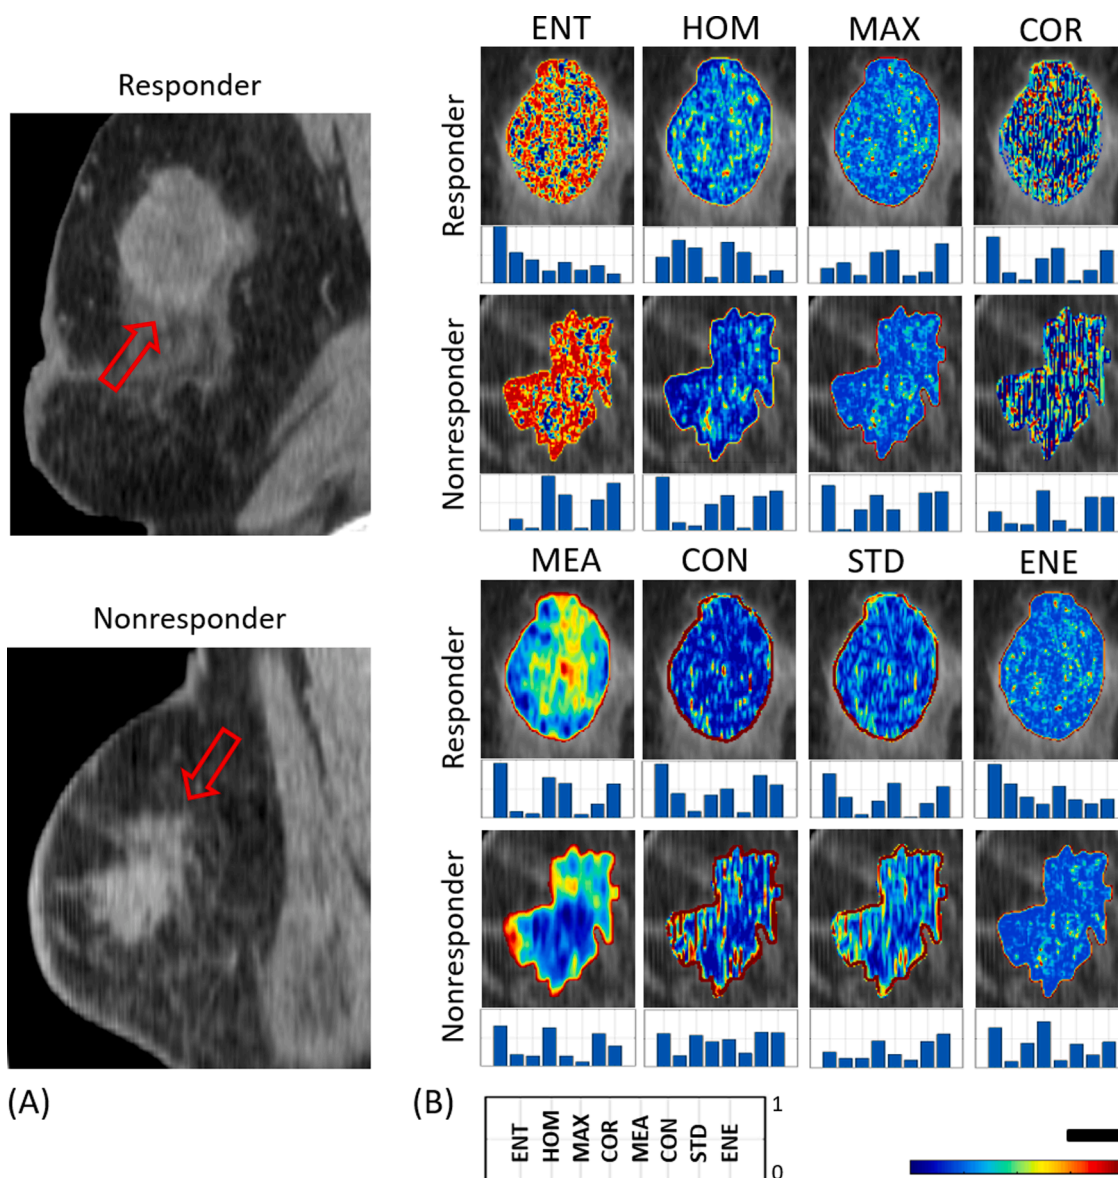 ENT HOM MAX COR
Responder
Responder
Nonresponder
MEA CON STD ENE
Nonresponder
Responder
Nonresponder
(A) (B)
ENT HOM MAX COR MEA CON STD ENE
1
0